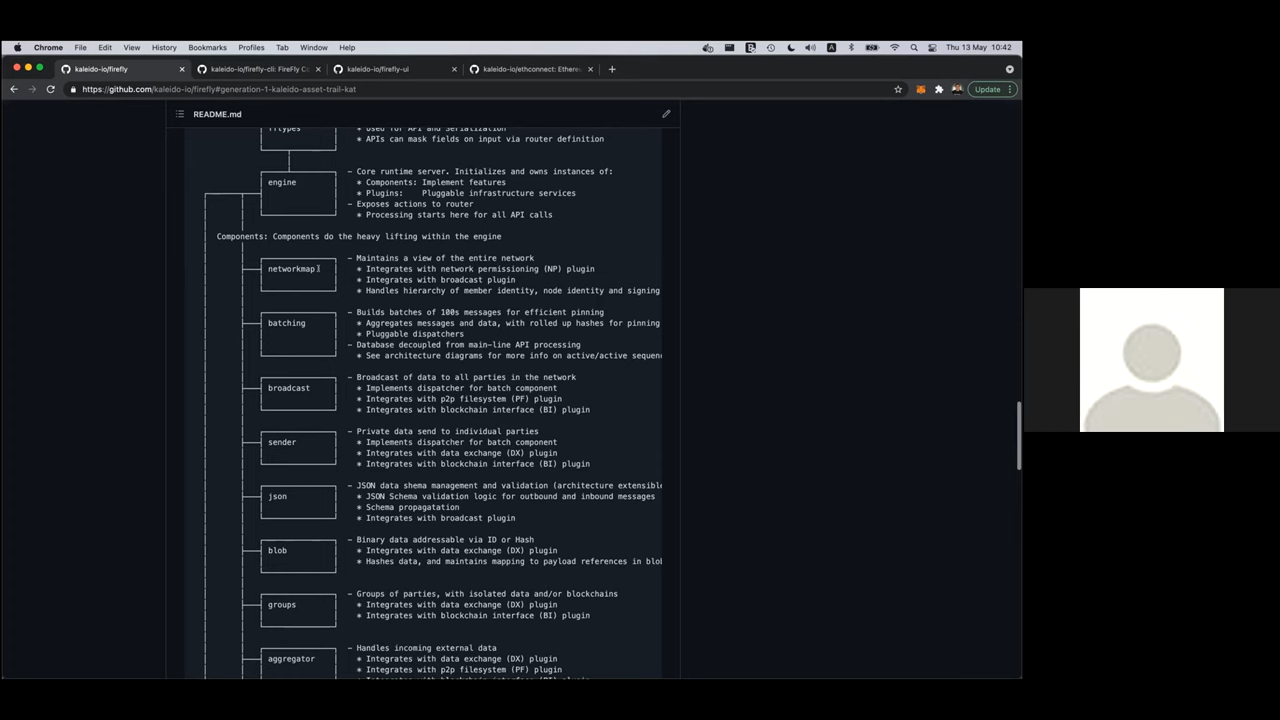 Chrome File Edit View History Bookmarks Profiles Tab Window Help Thu 13 May 10:42
kaleido-io/firefly kaleido-io/firefly-cli: FireFly C kaleido-io/firefly-ui kaleido-io/ethconnect: Ethere
https://github.com/kaleido-io/firefly#generation-1-kaleido-asset-trail-kat Update
README.md
fftypes * Used for API and Serialization
* APIs can mask fields on input via router definition
- Core runtime server. Initializes and owns instances of:
engine * Components: Implement features
* Plugins: Pluggable infrastructure services
- Exposes actions to router
* Processing starts here for all API calls
Components: Components do the heavy lifting within the engine
- Maintains a view of the entire network
networkmap * Integrates with network permissioning (NP) plugin
* Integrates with broadcast plugin
* Handles hierarchy of member identity, node identity and signing
- Builds batches of 100s messages for efficient pinning
batching * Aggregates messages and data, with rolled up hashes for pinning
* Pluggable dispatchers
- Database decoupled from main-line API processing
* See architecture diagrams for more info on active/active sequen
- Broadcast of data to all parties in the network
broadcast * Implements dispatcher for batch component
* Integrates with p2p filesystem (PF) plugin
* Integrates with blockchain interface (BI) plugin
- Private data send to individual parties
sender * Implements dispatcher for batch component
* Integrates with data exchange (DX) plugin
* Integrates with blockchain interface (BI) plugin
- JSON data shema management and validation (architecture extensible
json * JSON Schema validation logic for outbound and inbound messages
* Schema propagatation
* Integrates with broadcast plugin
- Binary data addressable via ID or Hash
blob * Integrates with data exchange (DX) plugin
* Hashes data, and maintains mapping to payload references in blob
- Groups of parties, with isolated data and/or blockchains
groups * Integrates with data exchange (DX) plugin
* Integrates with blockchain interface (BI) plugin
- Handles incoming external data
aggregator * Integrates with data exchange (DX) plugin
* Integrates with p2p filesystem (PF) plugin